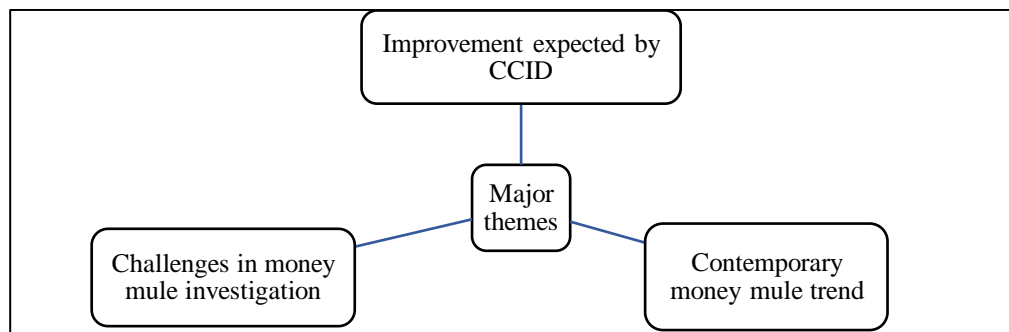 Improvement expected by
CCID
Major
themes
Challenges in money
mule investigation
Contemporary
money mule trend